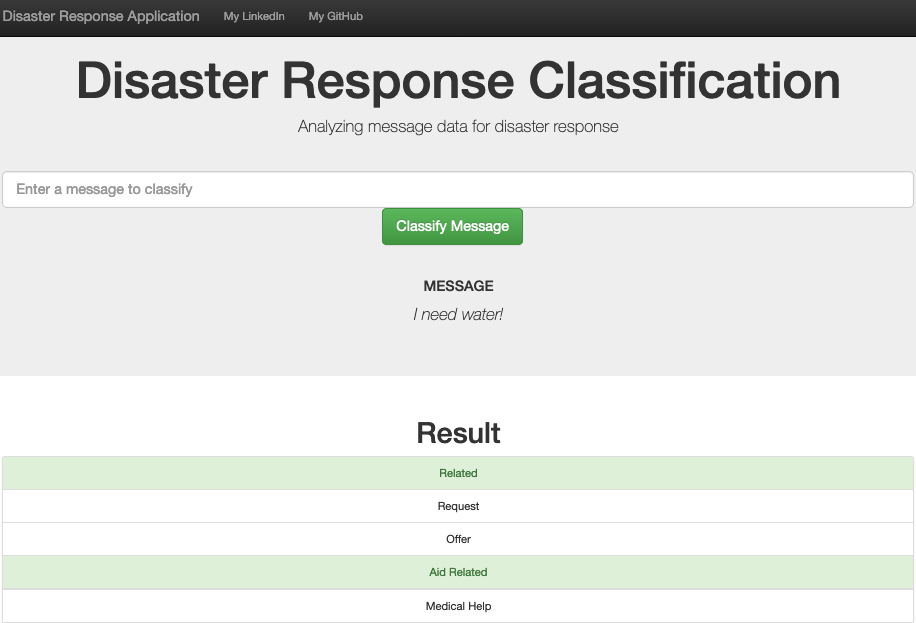 Disaster Response Application My LinkedIn My GitHub
Disaster Response Classification
Analyzing message data for disaster response
Enter a message to classify
Classify Message
MESSAGE
I need water!
Result
Related
Request
Offer
Aid Related
Medical Help